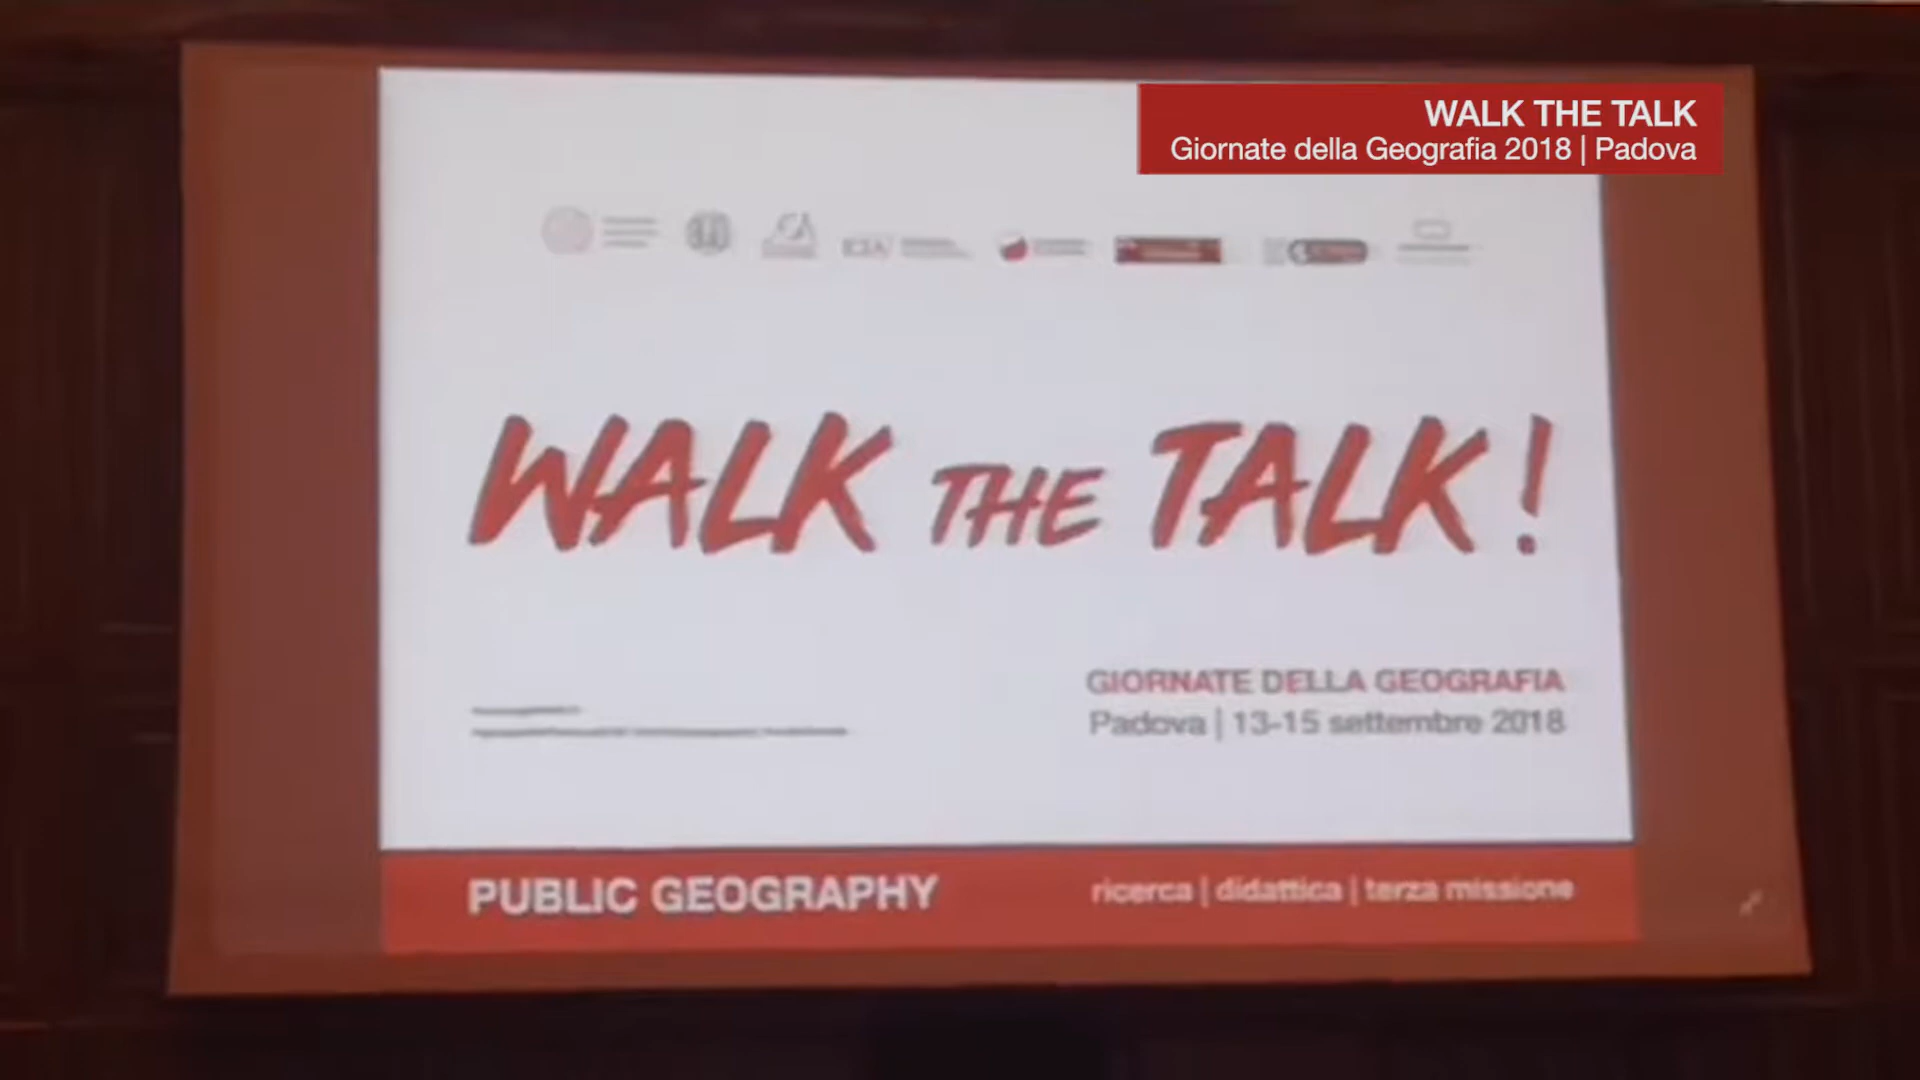 WALK THE TALK
Giornate della Geografia 2018 | Padova
WALK THE TALK!
GIORNATE DELLA GEOGRAFIA
Padova | 13-15 settembre 2018
PUBLIC GEOGRAPHY
ricerca | didattica | terza missione